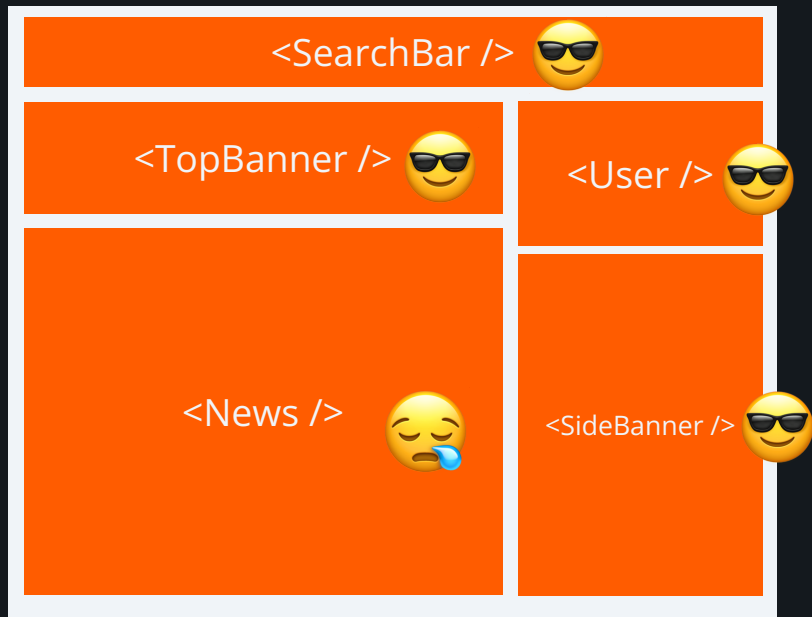 <SearchBar />
<TopBanner />
<User />
<News />
<SideBanner />